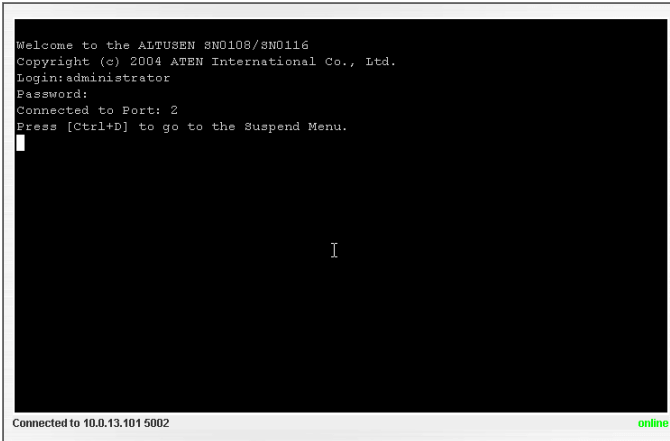 Welcome to the ALTUSEN SN0108/SN0116
Copyright (c) 2004 ATEN International Co., Ltd.
Login:administrator
Password:
Connected to Port: 2
Press [Ctrl+D] to go to the Suspend Menu.
Connected to 10.0.13.101 5002
online